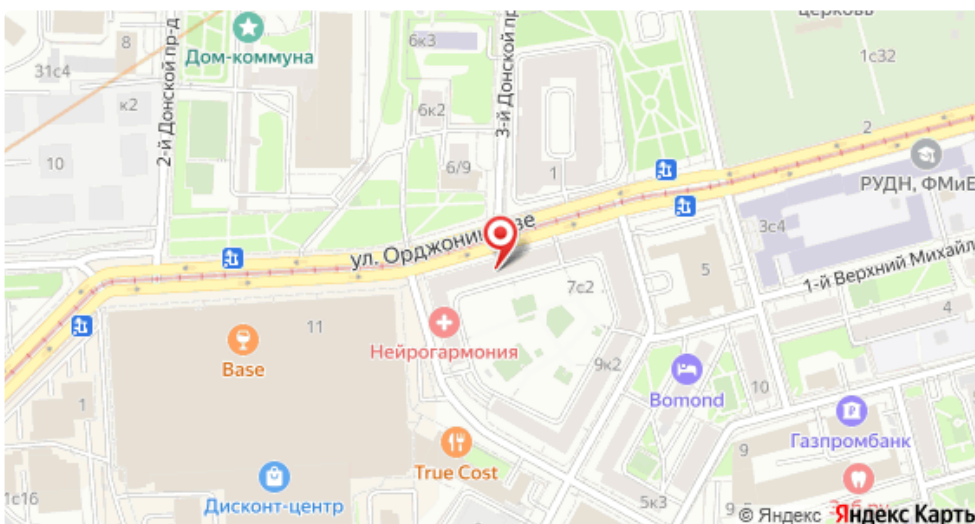 церковь
8
6к3
1с32
Дом-коммуна
2-й Донской пр-д
3-й Донской пр
31с4
к2
6к2
2
10
6/9
1
РУДН, ФМиЕ
3с4
ул. Орджоникидзе
5
7с2
1-й Верхний Михайл
4
11
Нейрогармония
Base
9к2
Bomond
10
1
Газпромбанк
9
True Cost
1с16
Дисконт-центр
5к3
© Яндекс Яндекс Карты